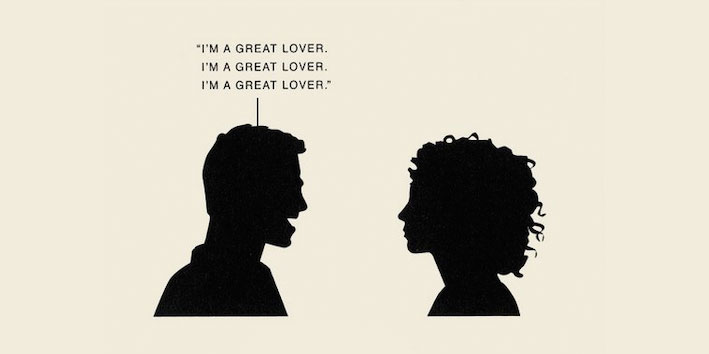 “I’M A GREAT LOVER.
I’M A GREAT LOVER.
I’M A GREAT LOVER.”